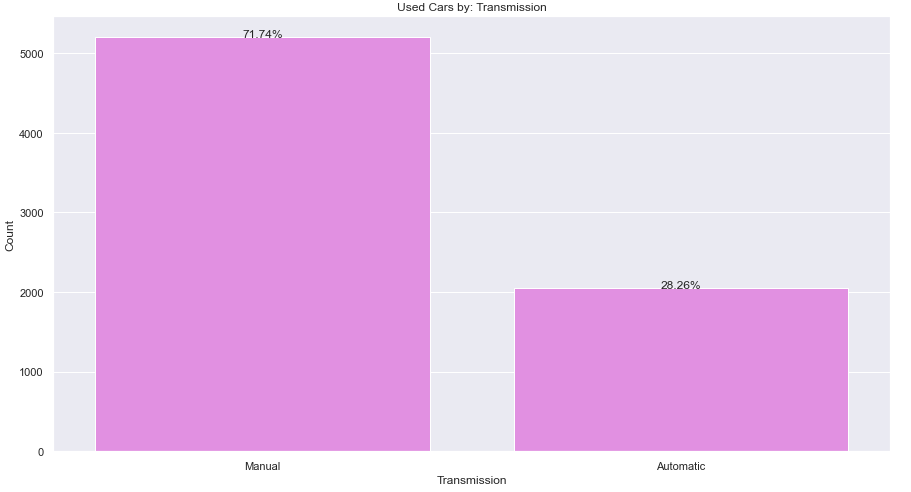 Used Cars by: Transmission
71.74%
28.26%
5000
4000
3000
2000
1000
0
Count
Manual
Automatic
Transmission